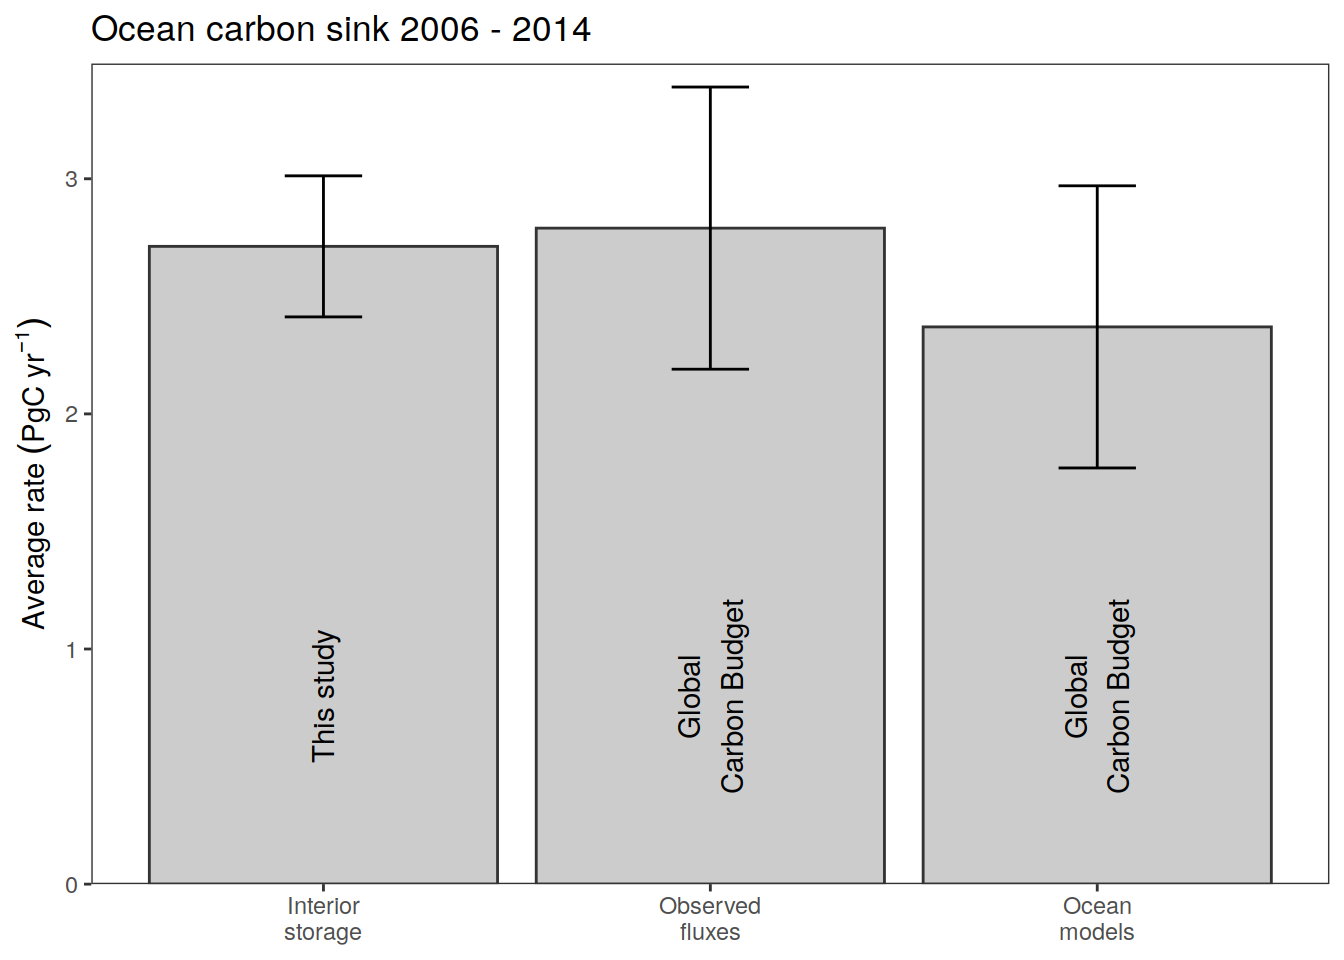 Ocean carbon sink 2006 - 2014
Average rate (PgC yr⁻¹)
3
2
1
0
This study
Global
Carbon Budget
Global
Carbon Budget
Interior
storage
Observed
fluxes
Ocean
models